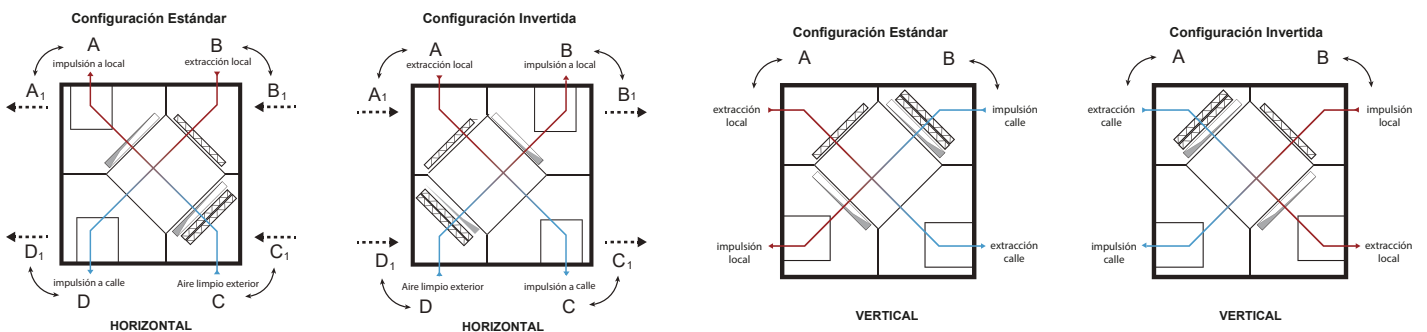 Configuración Estándar
A
B
impulsión a local
extracción local
A1
B1
D1
C1
impulsión a calle
Aire limpio exterior
D
C
HORIZONTAL
Configuración Invertida
A
B
extracción local
impulsión a local
A1
B1
D1
C1
Aire limpio exterior
impulsión a calle
D
C
HORIZONTAL
Configuración Estándar
A
B
extracción
local
impulsión
calle
impulsión
local
extracción
calle
VERTICAL
Configuración Invertida
A
B
extracción
calle
impulsión
local
impulsión
calle
extracción
local
VERTICAL